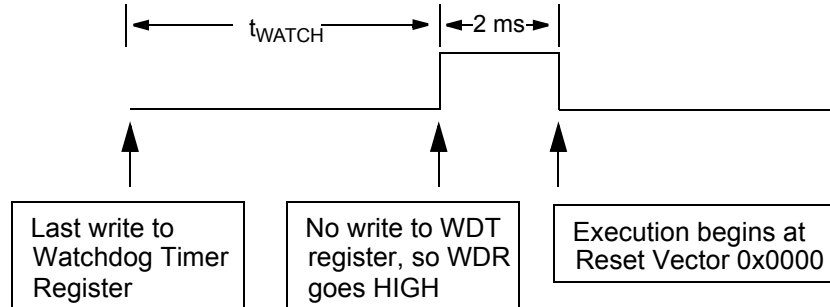 tWATCH
2 ms
Last write to
Watchdog Timer
Register
No write to WDT
register, so WDR
goes HIGH
Execution begins at
Reset Vector 0x0000